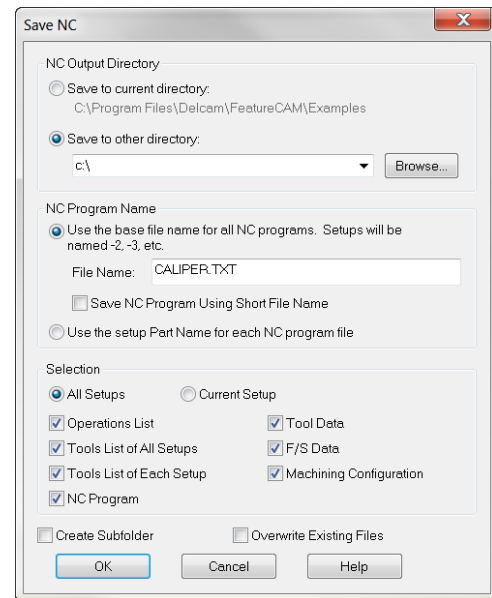 Save NC
NC Output Directory
Save to current directory:
C:\Program Files\Delcam\FeatureCAM\Examples
Save to other directory:
c:\
Browse...
NC Program Name
Use the base file name for all NC programs. Setups will be
named -2, -3, etc.
File Name: CALIPER.TXT
Save NC Program Using Short File Name
Use the setup Part Name for each NC program file
Selection
All Setups Current Setup
Operations List Tool Data
Tools List of All Setups F/S Data
Tools List of Each Setup Machining Configuration
NC Program
Create Subfolder Overwrite Existing Files
OK Cancel Help